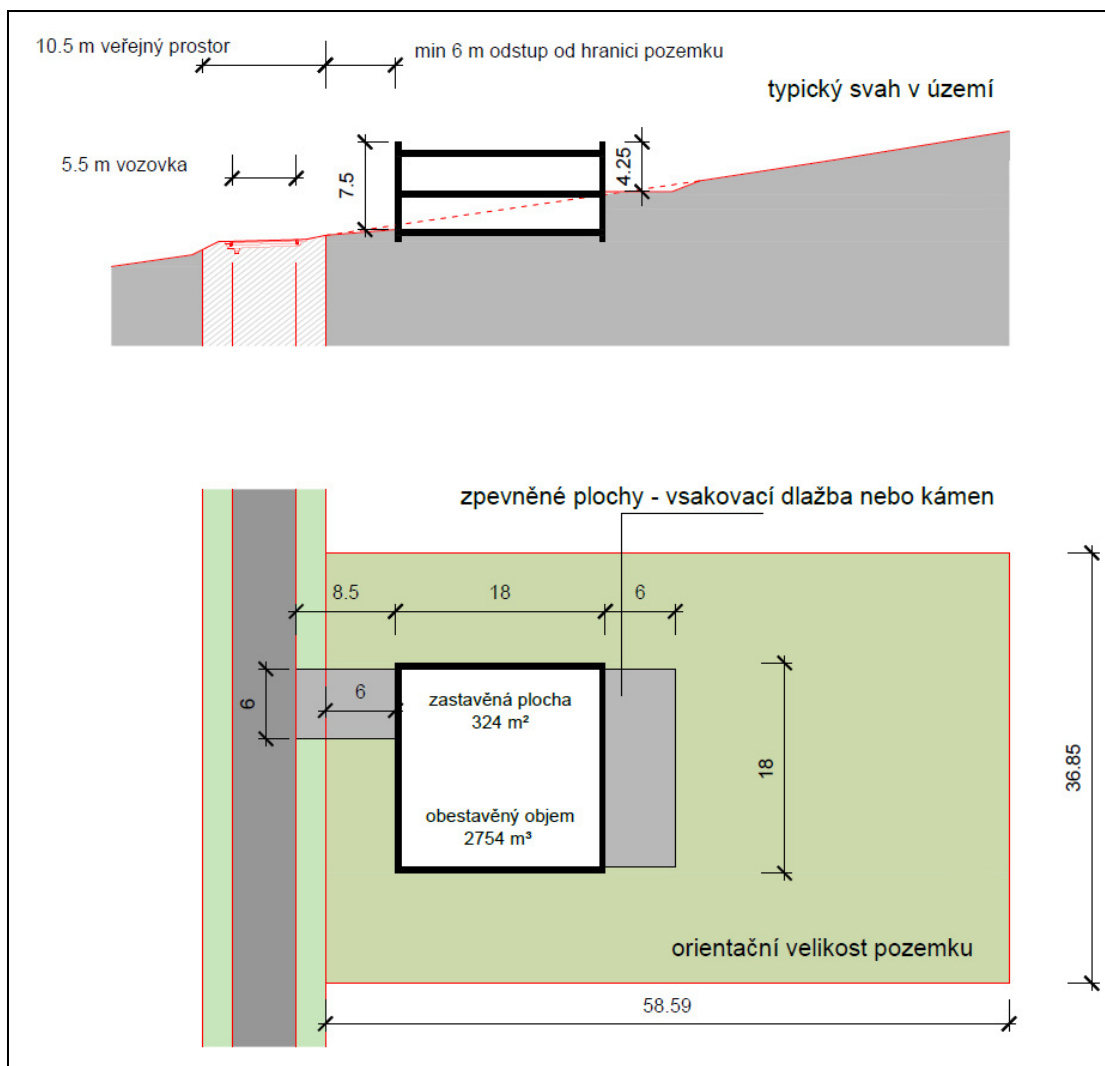 10.5 m veřejný prostor
min 6 m odstup od hranici pozemku
typický svah v území
5.5 m vozovka
7.5
4.25
zpevněné plochy - vsakovací dlažba nebo kámen
8.5
18
6
6
6
zastavěná plocha
324 m²
18
36.85
obestavěný objem
2754 m³
orientační velikost pozemku
58.59